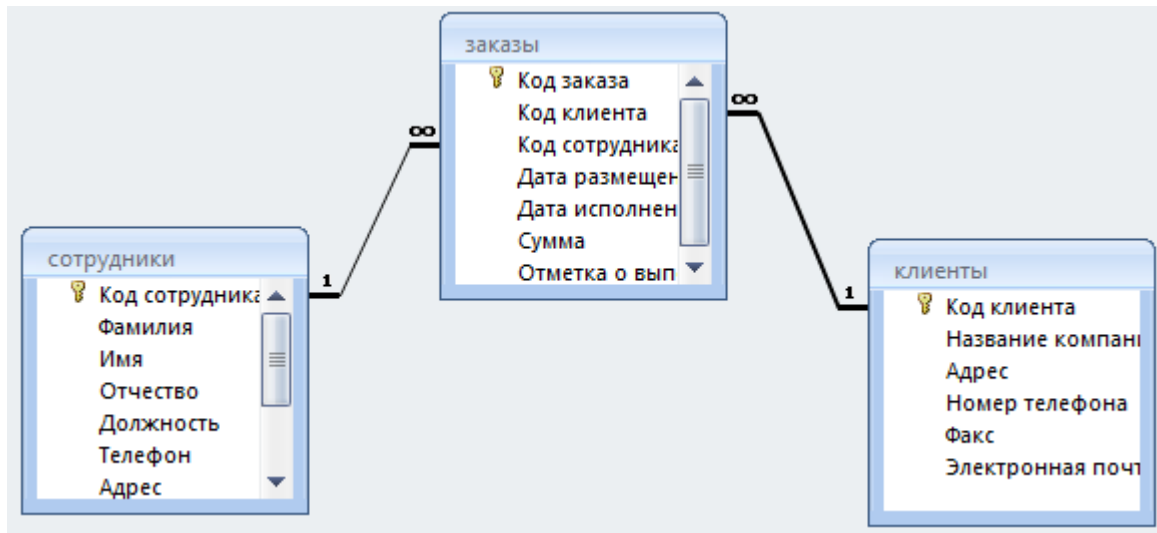 заказы
Код заказа
Код клиента
Код сотрудника
Дата размещен
Дата исполнен
Сумма
Отметка о вып
∞
∞
сотрудники
Код сотрудника
Фамилия
Имя
Отчество
Должность
Телефон
Адрес
1
1
клиенты
Код клиента
Название компани
Адрес
Номер телефона
Факс
Электронная почт